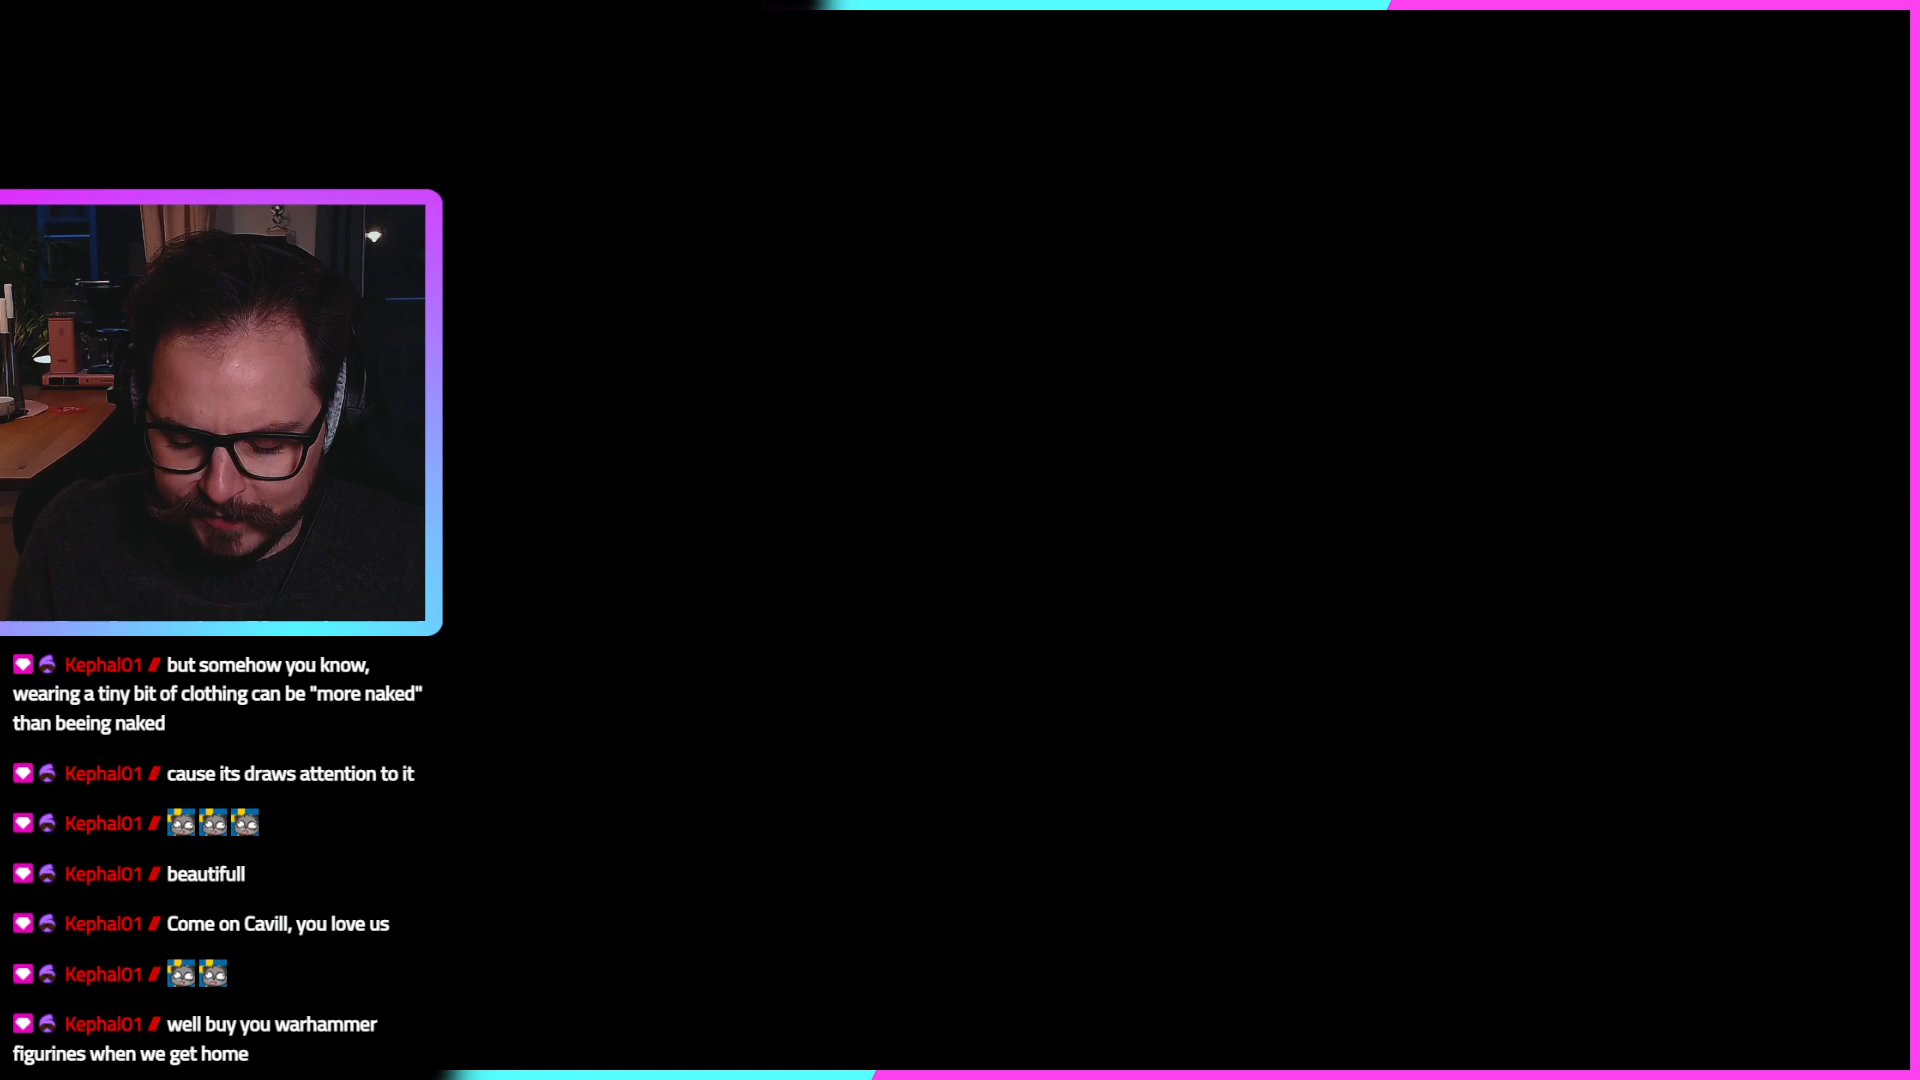 Kephal01 // but somehow you know,
wearing a tiny bit of clothing can be "more naked"
than beeing naked
Kephal01 // cause its draws attention to it
Kephal01 //
Kephal01 // beautifull
Kephal01 // Come on Cavill, you love us
Kephal01 //
Kephal01 // well buy you warhammer
figurines when we get home